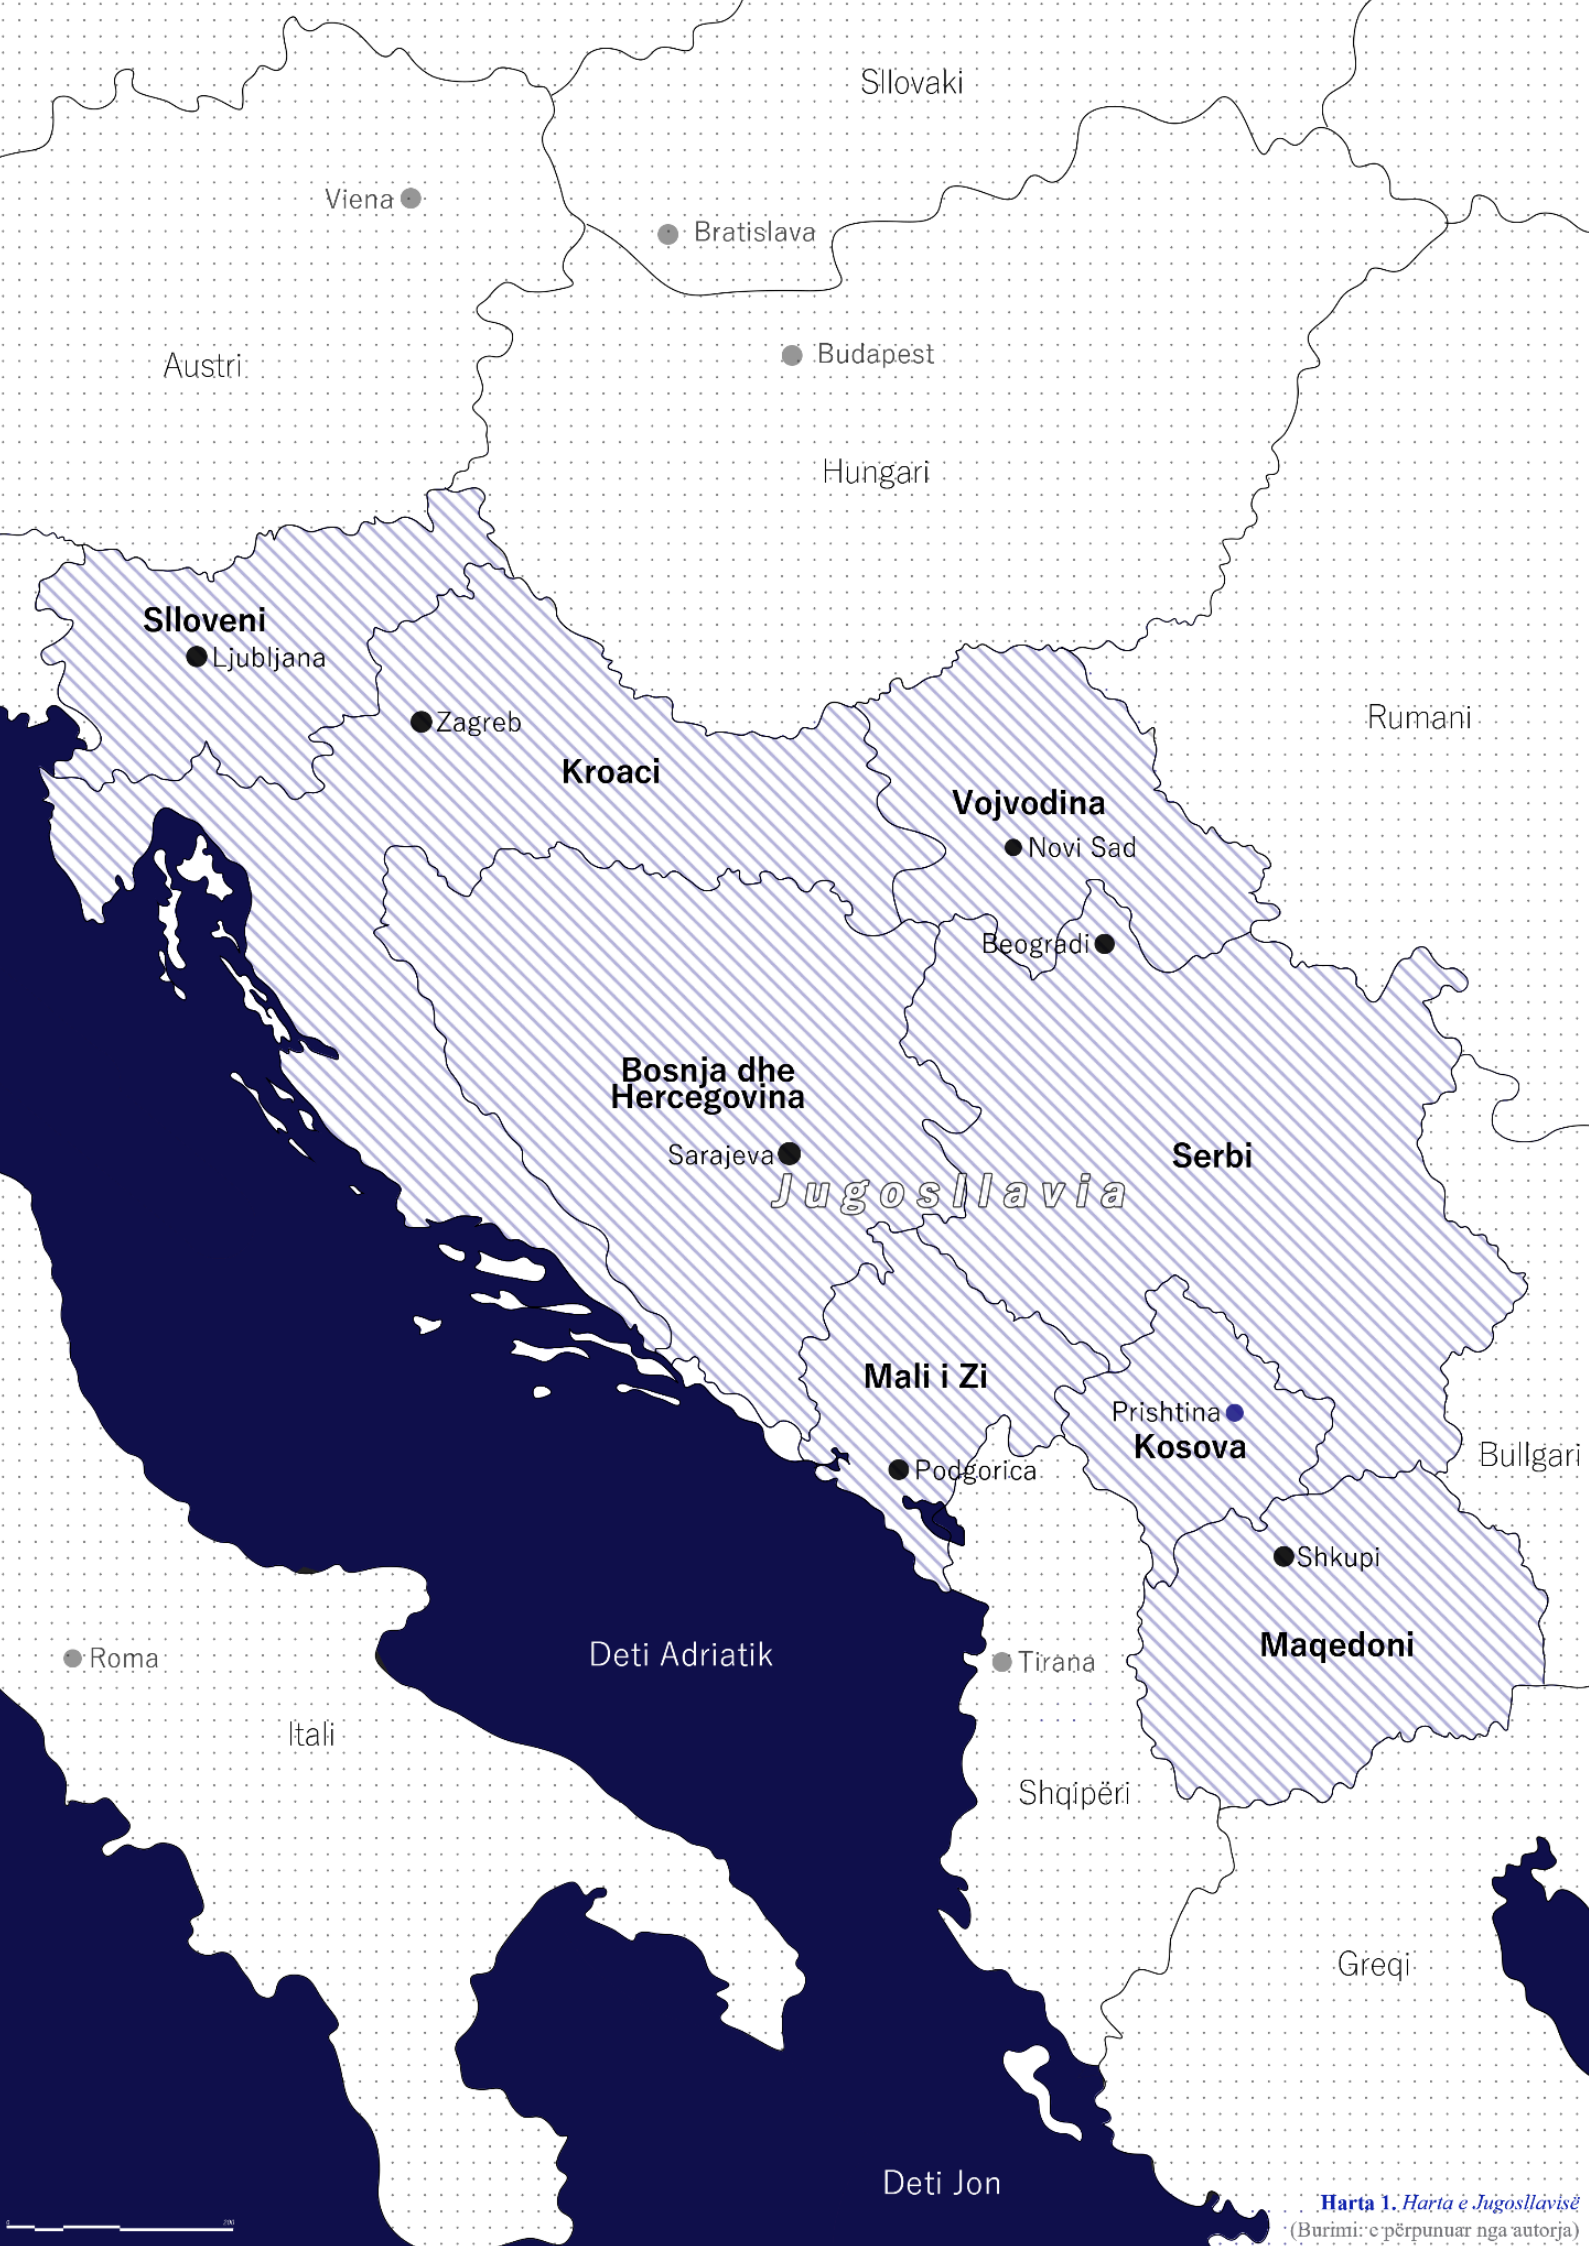 Sllovaki
Viena
Bratislava
Budapest
Austri
Hungari
Slloveni
Ljubljana
Zagreb
Rumani
Kroaci
Vojvodina
Novi Sad
Beogradi
Bosnja dhe
Hercegovina
Sarajeva
Serbi
Jugosllavia
Mali i Zi
Prishtina
Kosova
Bullgari
Podgorica
Shkupi
Maqedoni
Deti Adriatik
Roma
Tirana
Itali
Shqipëri
Greqi
Deti Jon
Harta 1. Harta e Jugosllavisë
(Burimi: e përpunuar nga autorja)
0 200